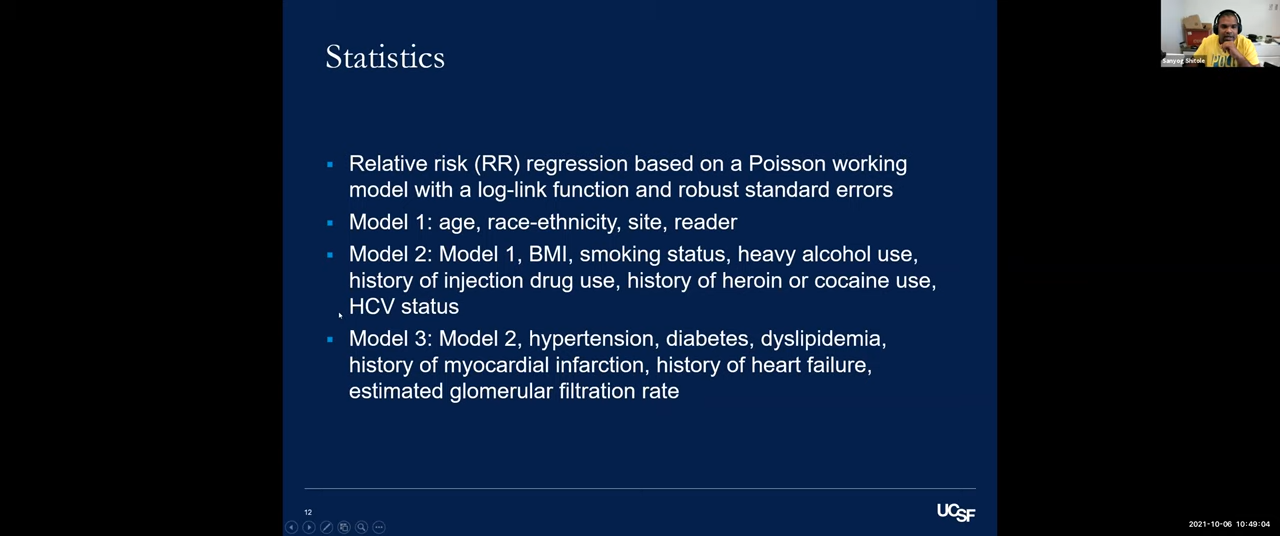 Statistics
Sanyog Shitole
Relative risk (RR) regression based on a Poisson working
model with a log-link function and robust standard errors
Model 1: age, race-ethnicity, site, reader
Model 2: Model 1, BMI, smoking status, heavy alcohol use,
history of injection drug use, history of heroin or cocaine use,
HCV status
Model 3: Model 2, hypertension, diabetes, dyslipidemia,
history of myocardial infarction, history of heart failure,
estimated glomerular filtration rate
12
UCSF
2021-10-06 10:49:04